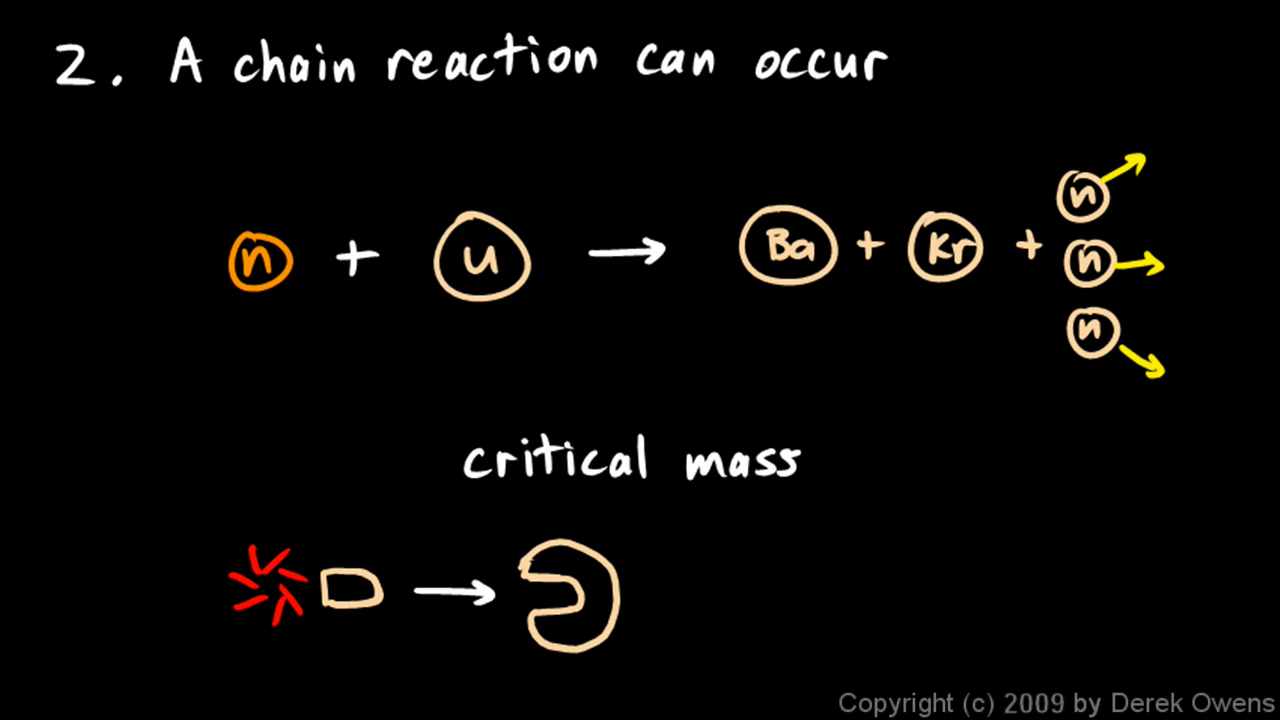 2. A chain reaction can occur
n + U → Ba + Kr + n n n
critical mass
Copyright (c) 2009 by Derek Owens